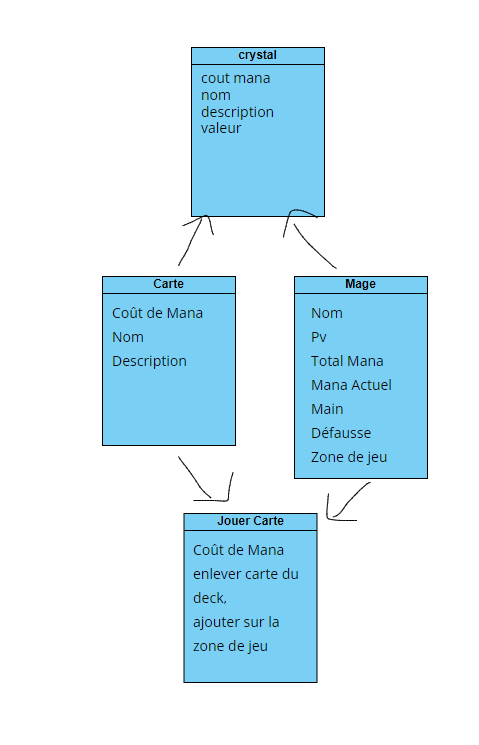 crystal
cout mana
nom
description
valeur
Carte
Coût de Mana
Nom
Description
Mage
Nom
Pv
Total Mana
Mana Actuel
Main
Défausse
Zone de jeu
Jouer Carte
Coût de Mana
enlever carte du
deck,
ajouter sur la
zone de jeu